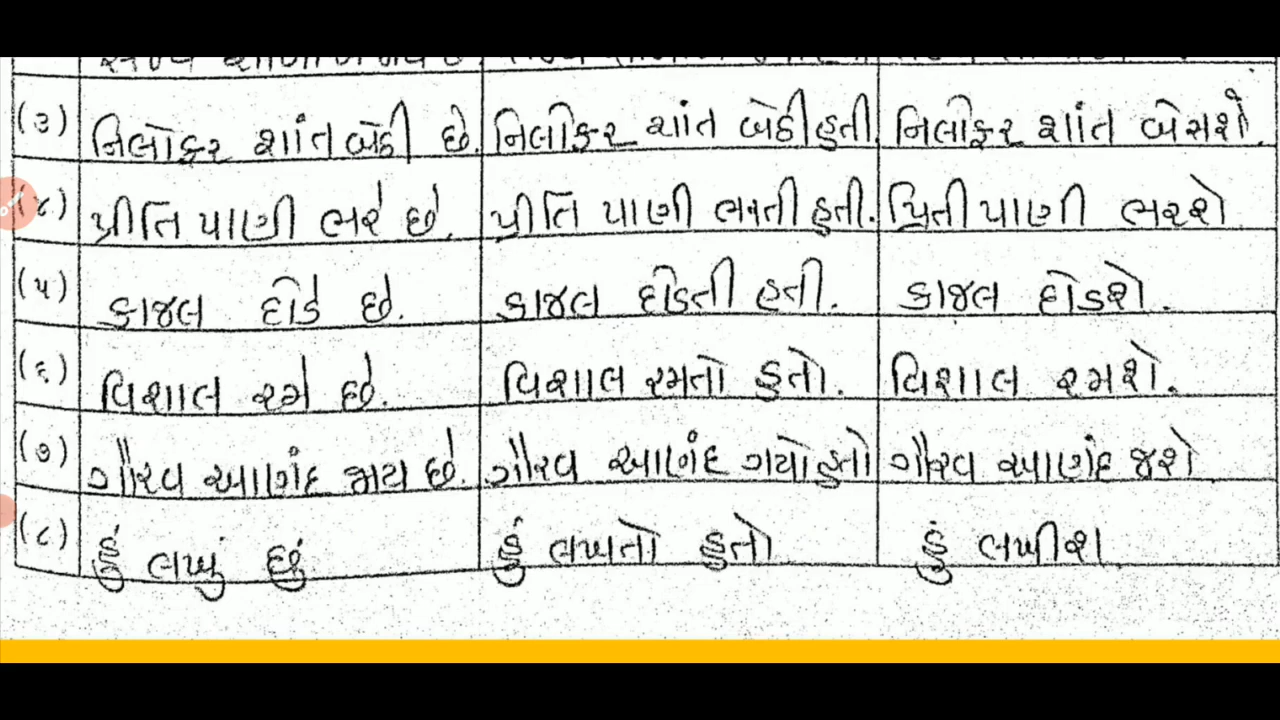 (૩) નિલોફર શાંત બેઠી છે. નિલોફર શાંત બેઠી હતી. નિલોફર શાંત બેસશે.
(૪) પ્રીતિ પાણી ભરે છે. પ્રીતિ પાણી ભરતી હતી. પ્રિતી પાણી ભરશે
(૫) કાજલ દોડે છે. કાજલ દોડતી હતી. કાજલ દોડશે.
(૬) વિશાલ રમે છે. વિશાલ રમતો હતો. વિશાલ રમશે.
(૭) ગૌરવ આણંદ જાય છે. ગૌરવ આણંદ ગયો હતો ગૌરવ આણંદ જશે
(૮) હું લખું છું હું લખતો હતો હું લખીશ